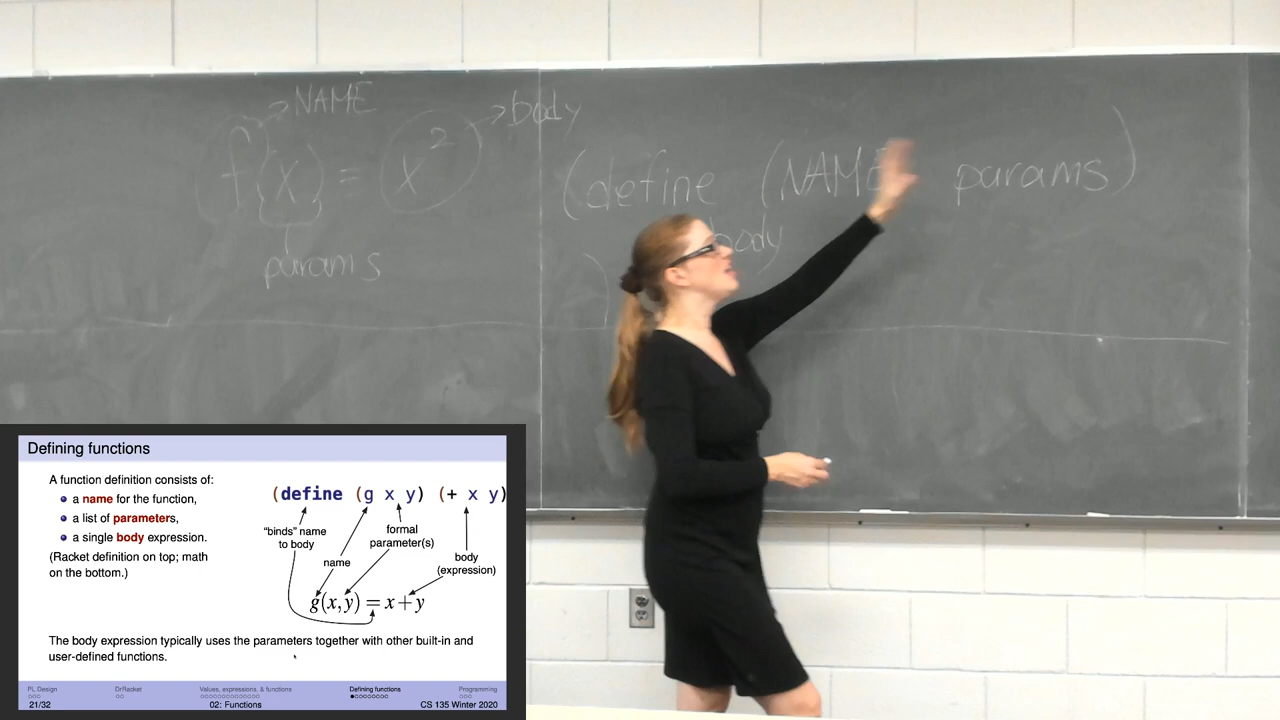 NAME
body
f(x) = x²
params
(define (NAME params)
body
)
Defining functions
A function definition consists of:
a name for the function,
a list of parameters,
a single body expression.
(Racket definition on top; math
on the bottom.)
(define (g x y) (+ x y)
"binds" name
to body
name
formal
parameter(s)
body
(expression)
g(x,y) = x+y
The body expression typically uses the parameters together with other built-in and
user-defined functions.
PL Design DrRacket Values, expressions, & functions Defining functions Programming
21/32 02: Functions CS 135 Winter 2020